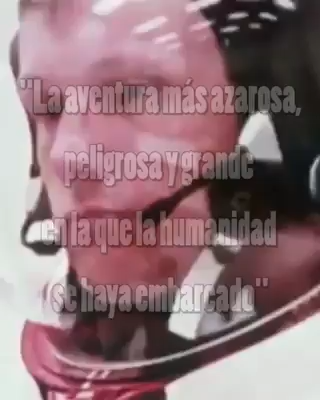 "La aventura más azarosa,
peligrosa y grande
en la que la humanidad
se haya embarcado"